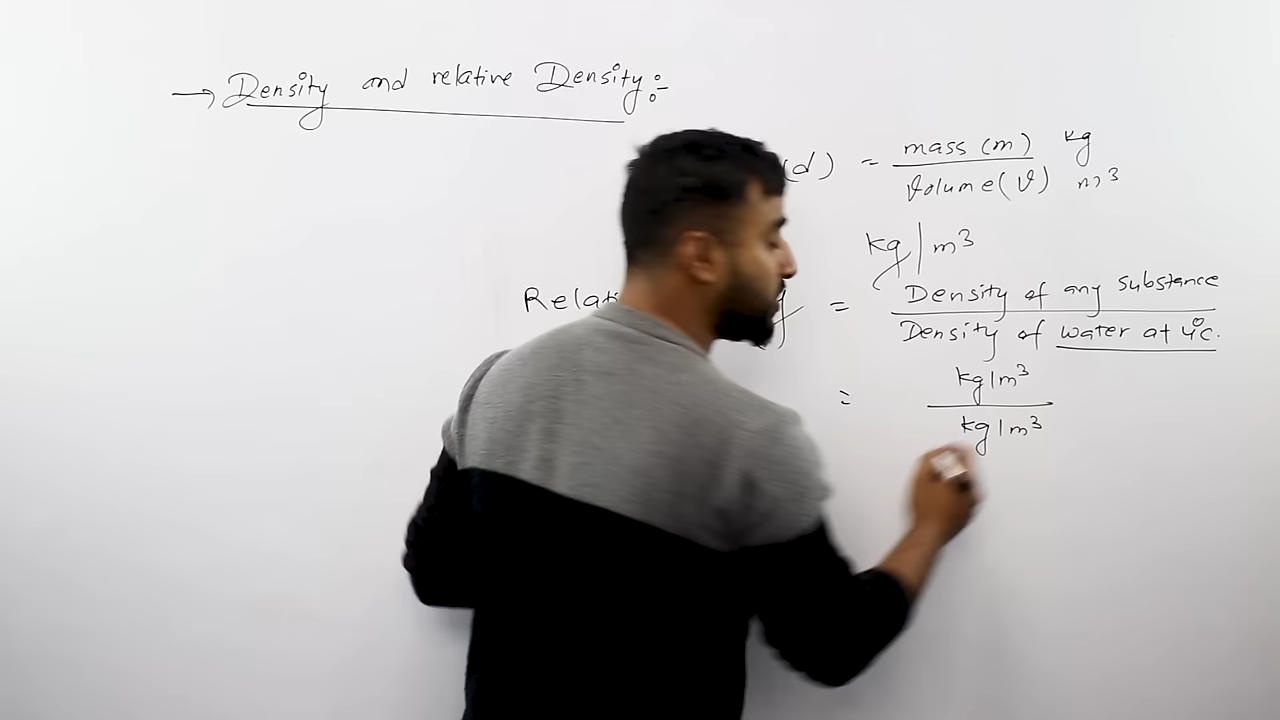 → Density and relative Density:-
(d) = mass (m) / Volume (V) kg / m3
kg | m3
Relati = Density of any substance / Density of water at 4°c.
= kg | m3 / kg | m3